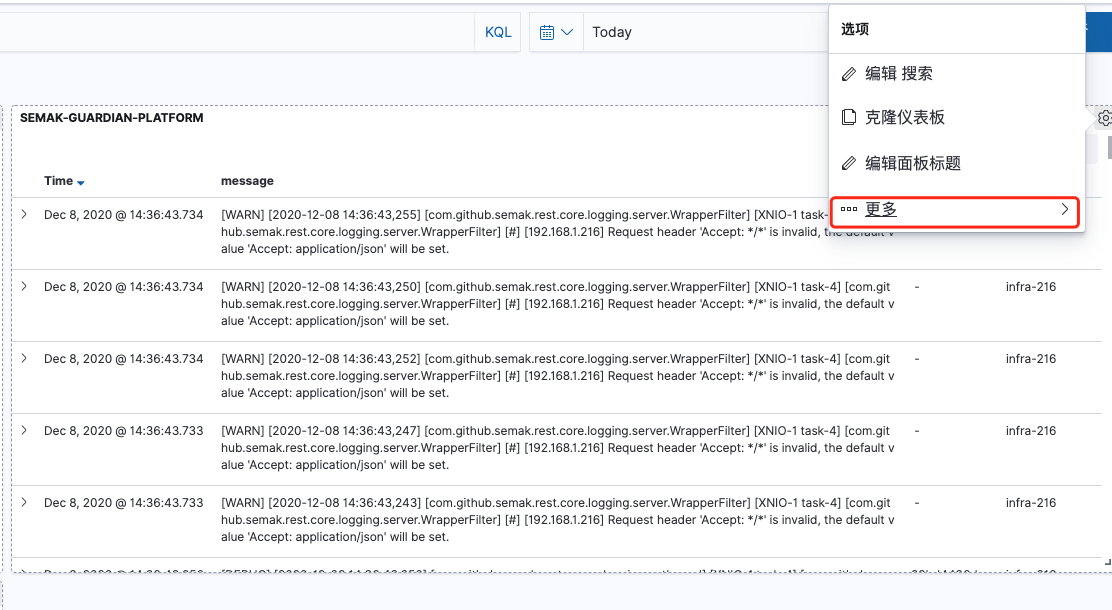 KQL
Today
选项
编辑 搜索
克隆仪表板
编辑面板标题
更多
SEMAK-GUARDIAN-PLATFORM
Time
message
Dec 8, 2020 @ 14:36:43.734
[WARN] [2020-12-08 14:36:43,255] [com.github.semak.rest.core.logging.server.WrapperFilter] [XNIO-1 task-
hub.semak.rest.core.logging.server.WrapperFilter] [#] [192.168.1.216] Request header 'Accept: */*' is invalid, the default v
alue 'Accept: application/json' will be set.
Dec 8, 2020 @ 14:36:43.734
[WARN] [2020-12-08 14:36:43,250] [com.github.semak.rest.core.logging.server.WrapperFilter] [XNIO-1 task-4] [com.git
hub.semak.rest.core.logging.server.WrapperFilter] [#] [192.168.1.216] Request header 'Accept: */*' is invalid, the default v
alue 'Accept: application/json' will be set.
-
infra-216
Dec 8, 2020 @ 14:36:43.734
[WARN] [2020-12-08 14:36:43,252] [com.github.semak.rest.core.logging.server.WrapperFilter] [XNIO-1 task-4] [com.git
hub.semak.rest.core.logging.server.WrapperFilter] [#] [192.168.1.216] Request header 'Accept: */*' is invalid, the default v
alue 'Accept: application/json' will be set.
-
infra-216
Dec 8, 2020 @ 14:36:43.733
[WARN] [2020-12-08 14:36:43,247] [com.github.semak.rest.core.logging.server.WrapperFilter] [XNIO-1 task-4] [com.git
hub.semak.rest.core.logging.server.WrapperFilter] [#] [192.168.1.216] Request header 'Accept: */*' is invalid, the default v
alue 'Accept: application/json' will be set.
-
infra-216
Dec 8, 2020 @ 14:36:43.733
[WARN] [2020-12-08 14:36:43,243] [com.github.semak.rest.core.logging.server.WrapperFilter] [XNIO-1 task-4] [com.git
hub.semak.rest.core.logging.server.WrapperFilter] [#] [192.168.1.216] Request header 'Accept: */*' is invalid, the default v
alue 'Accept: application/json' will be set.
-
infra-216